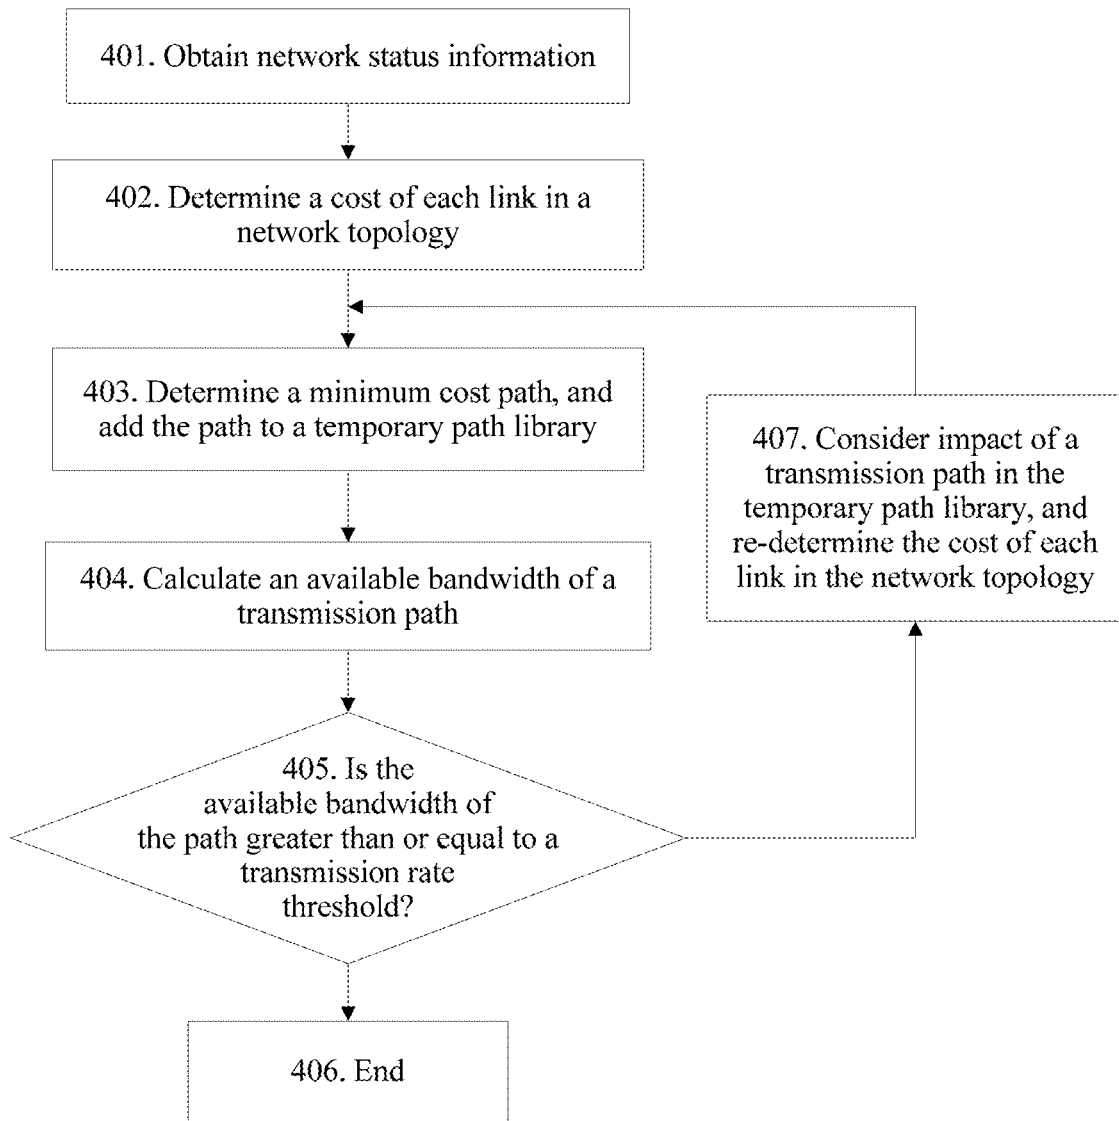 401. Obtain network status information
402. Determine a cost of each link in a
network topology
403. Determine a minimum cost path, and
add the path to a temporary path library
404. Calculate an available bandwidth of a
transmission path
405. Is the
available bandwidth of
the path greater than or equal to a
transmission rate
threshold?
406. End
407. Consider impact of a
transmission path in the
temporary path library, and
re-determine the cost of each
link in the network topology